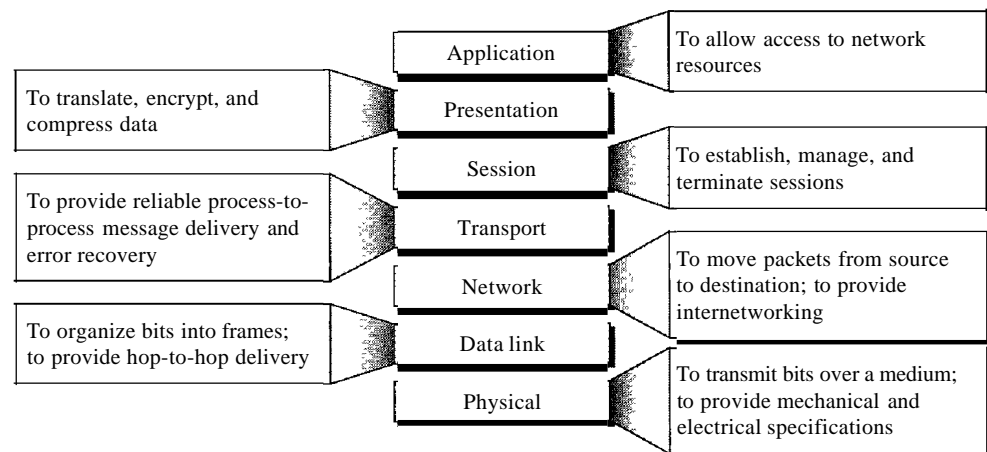 Application
To allow access to network
resources
To translate, encrypt, and
compress data
Presentation
Session
To establish, manage, and
terminate sessions
To provide reliable process-to-
process message delivery and
error recovery
Transport
Network
To move packets from source
to destination; to provide
internetworking
To organize bits into frames;
to provide hop-to-hop delivery
Data link
Physical
To transmit bits over a medium;
to provide mechanical and
electrical specifications